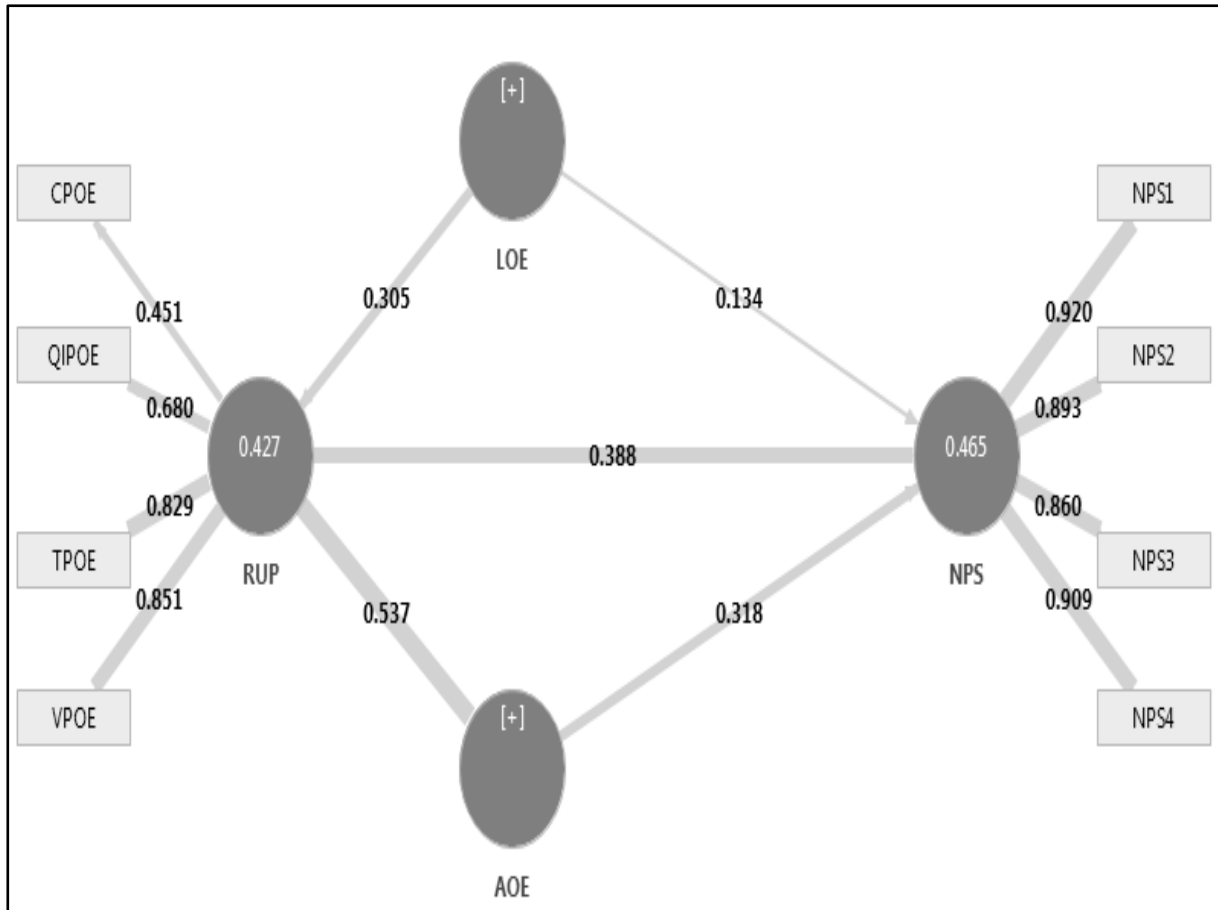 [+]
CPOE
NPS1
LOE
0.305
0.134
0.451
0.920
QIPOE
NPS2
0.680
0.893
0.427
0.388
0.465
0.829
0.860
TPOE
NPS3
RUP
NPS
0.851
0.537
0.318
0.909
VPOE
[+]
NPS4
AOE